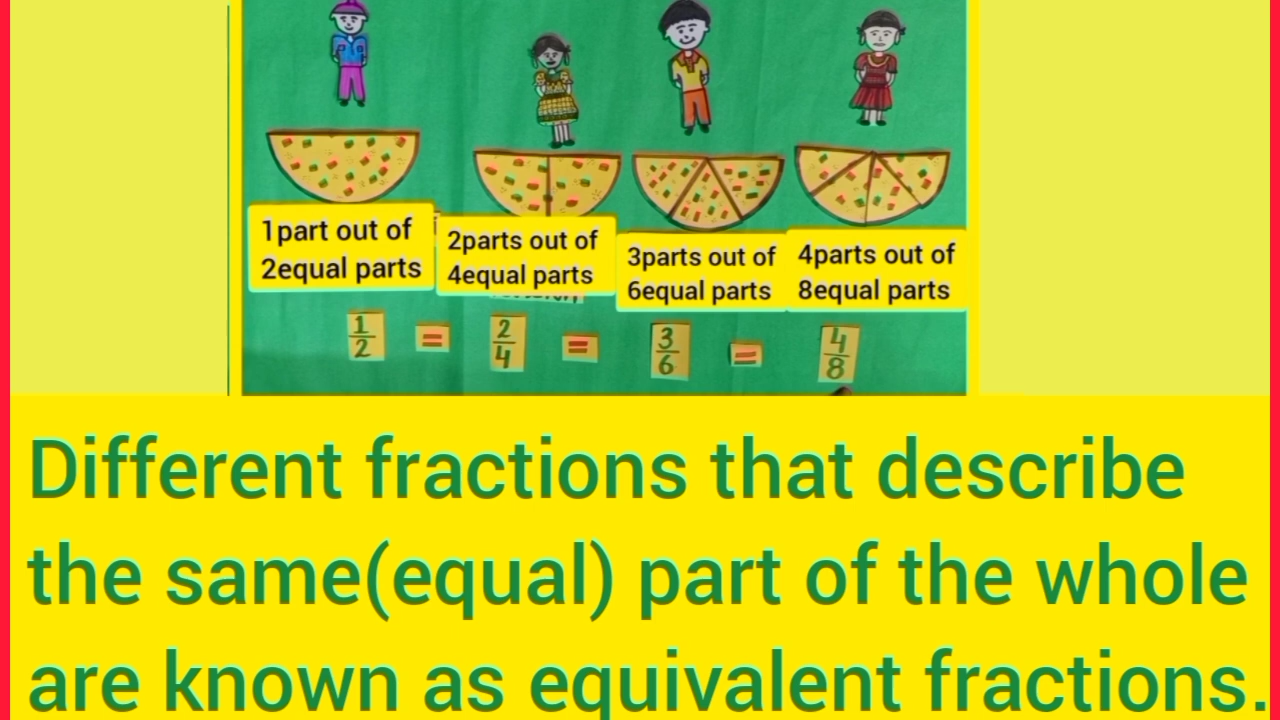 1part out of
2equal parts
2parts out of
4equal parts
3parts out of
6equal parts
4parts out of
8equal parts
1/2 = 2/4 = 3/6 = 4/8
Different fractions that describe
the same(equal) part of the whole
are known as equivalent fractions.